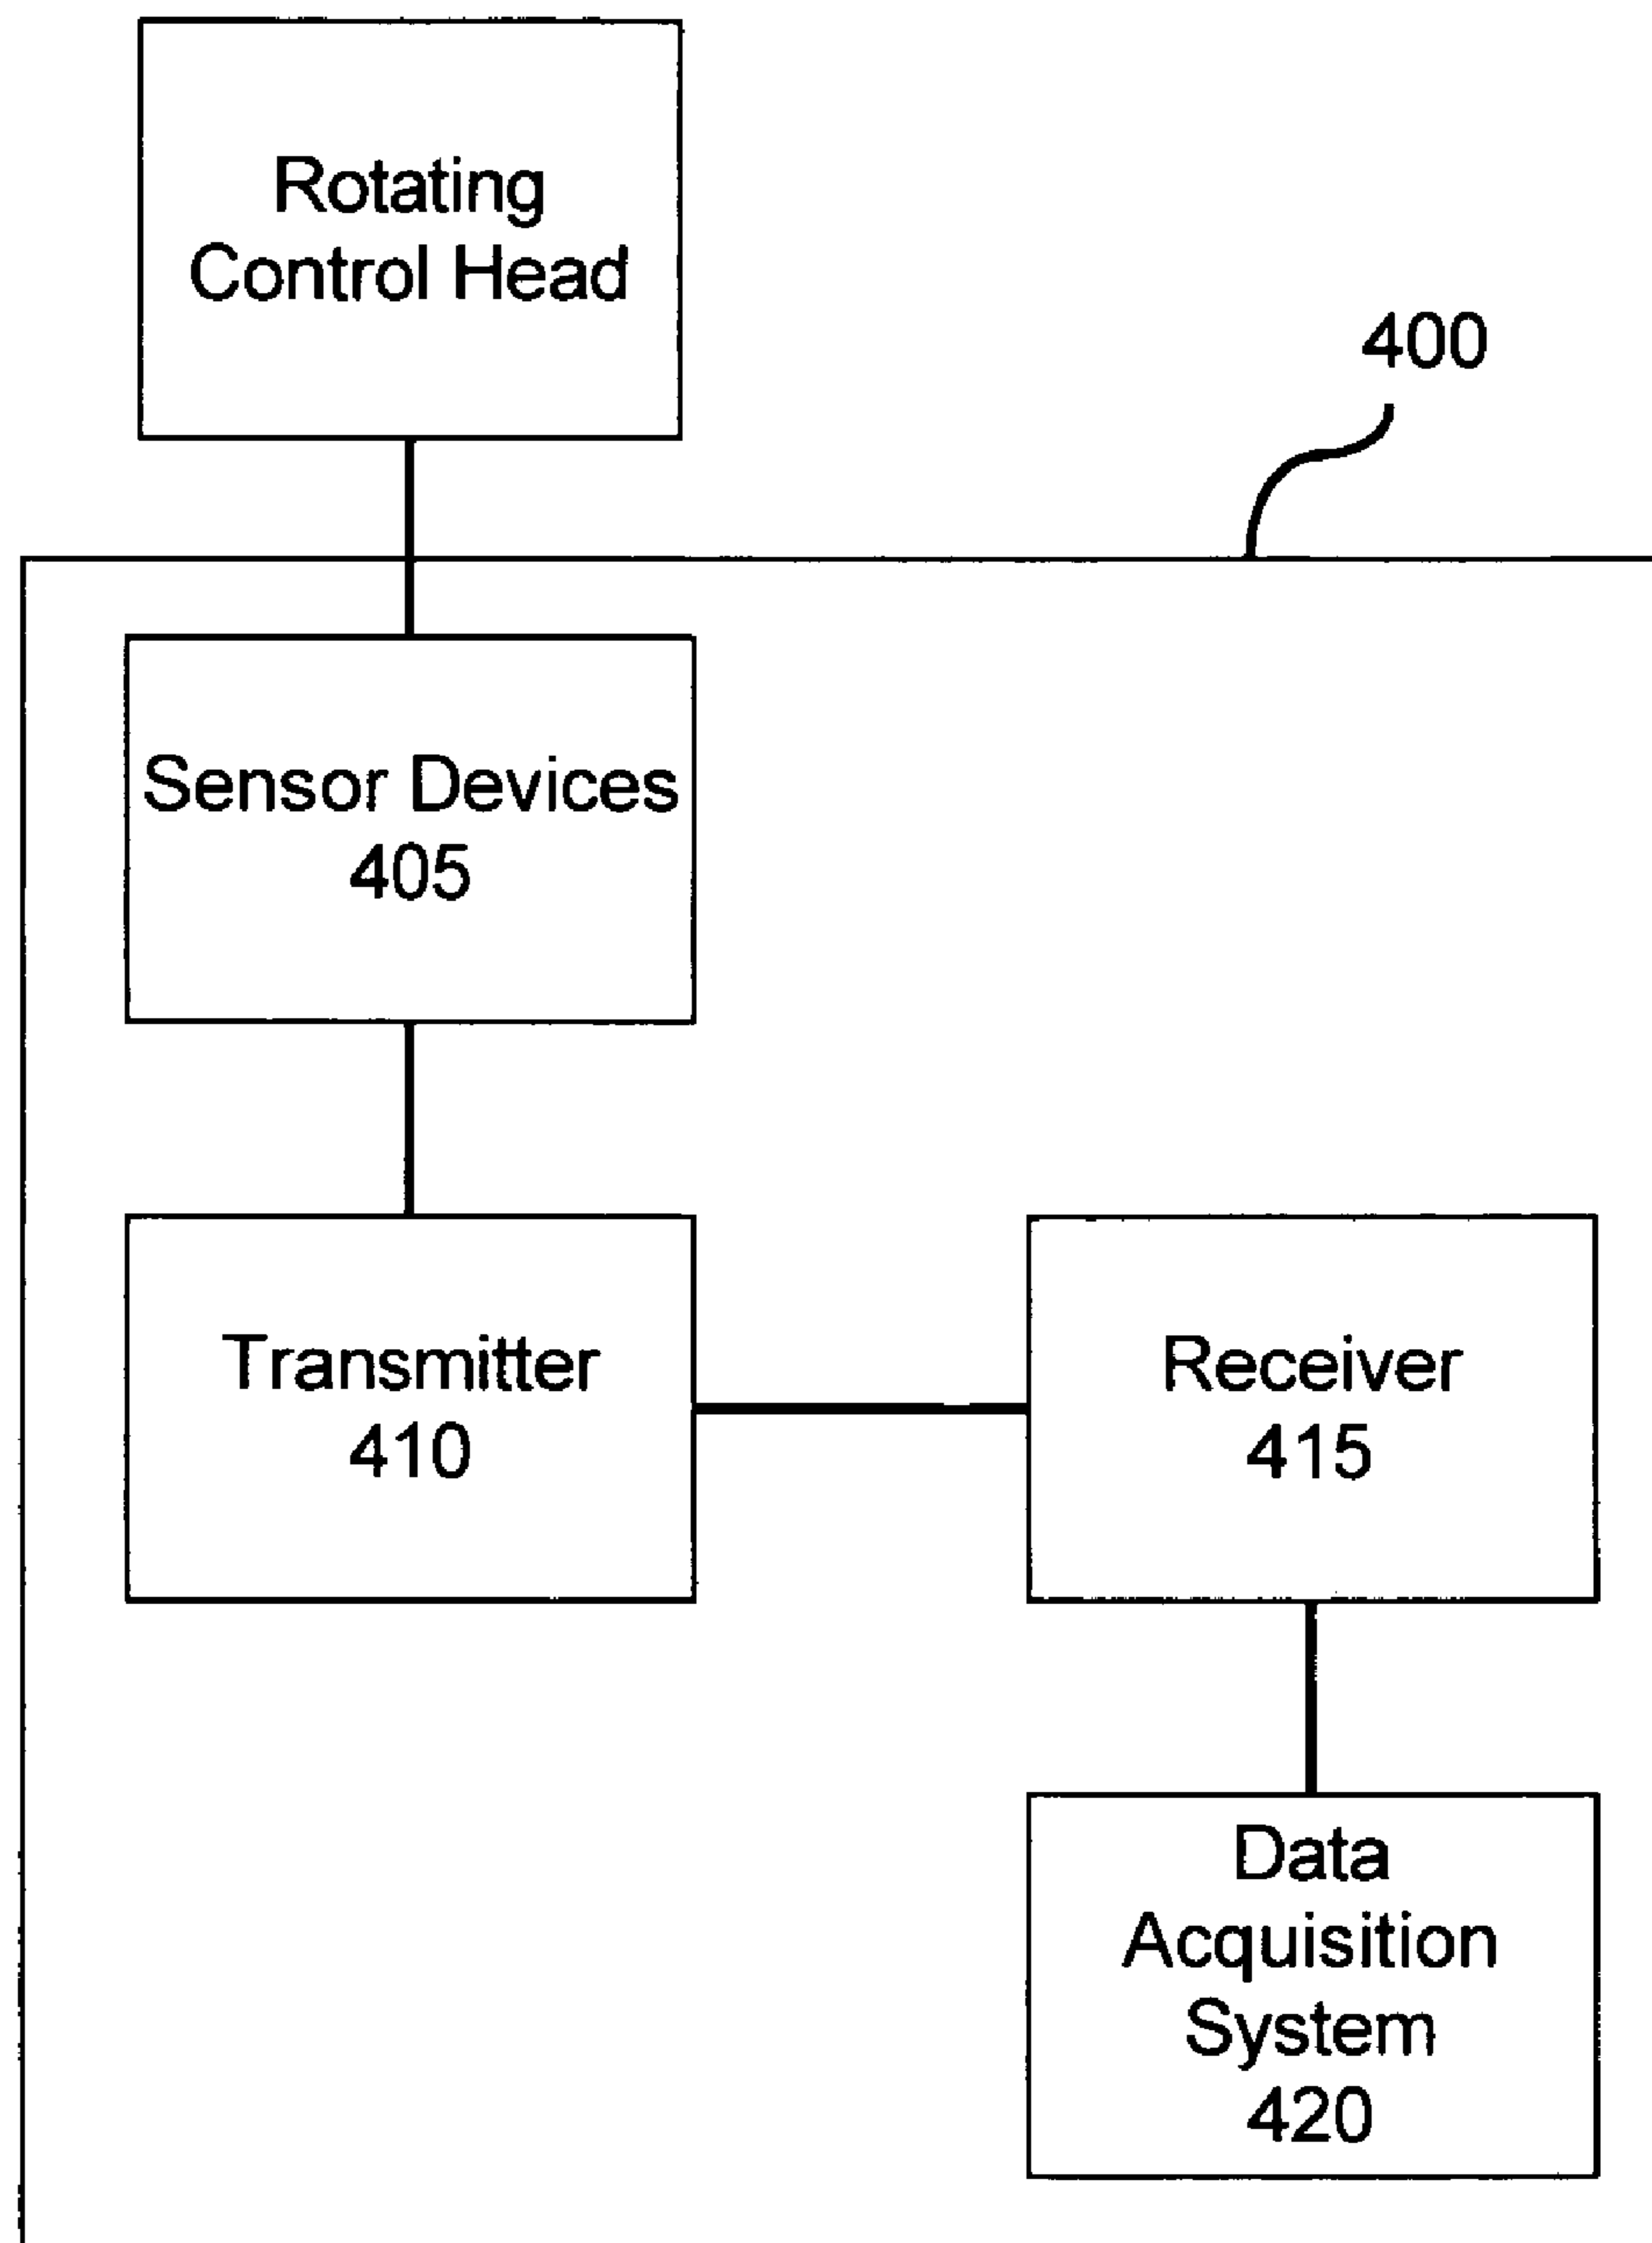 Rotating
Control Head
400
Sensor Devices
405
Transmitter
410
Receiver
415
Data
Acquisition
System
420